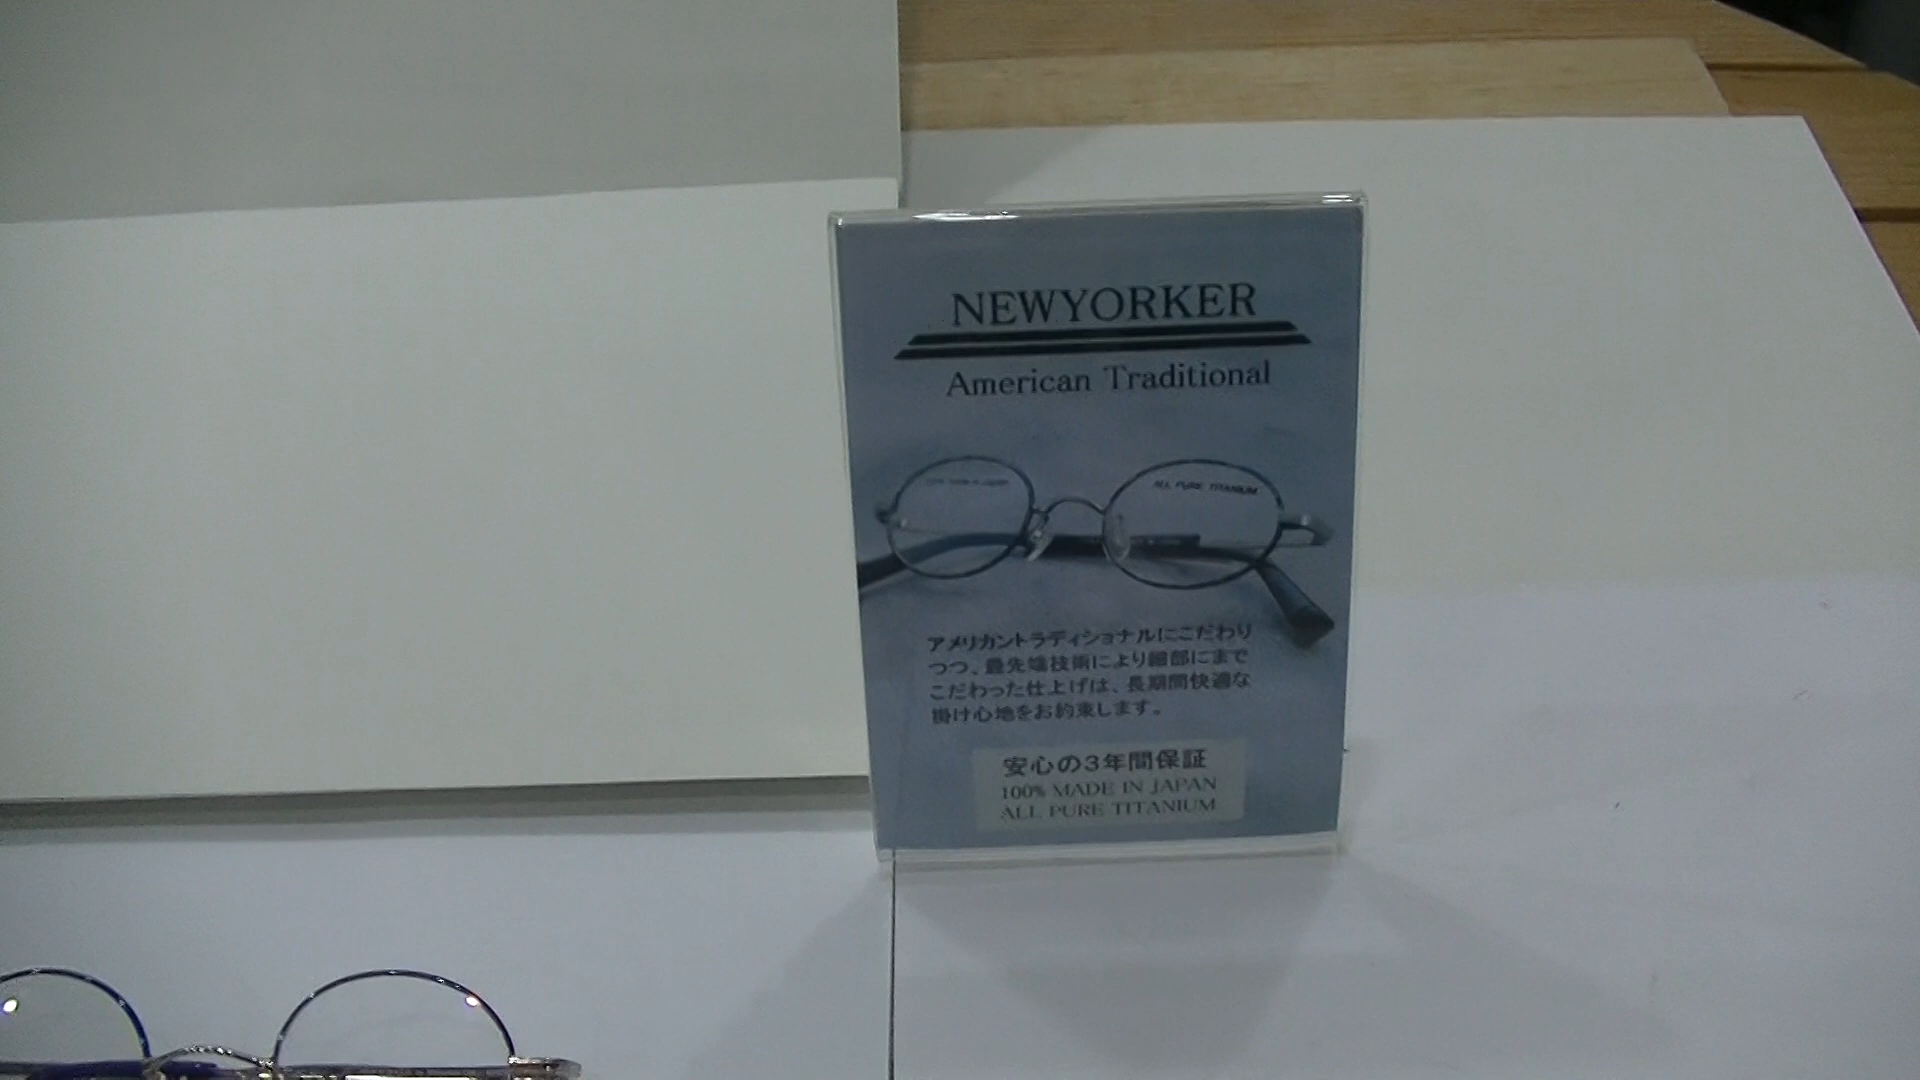 NEWYORKER
American Traditional
ALL PURE TITANIUM
アメリカントラディショナルにこだわり
つつ、最先端技術により細部にまで
こだわった仕上げは、長期間快適な
掛け心地をお約束します。
安心の3年間保証
100% MADE IN JAPAN
ALL PURE TITANIUM